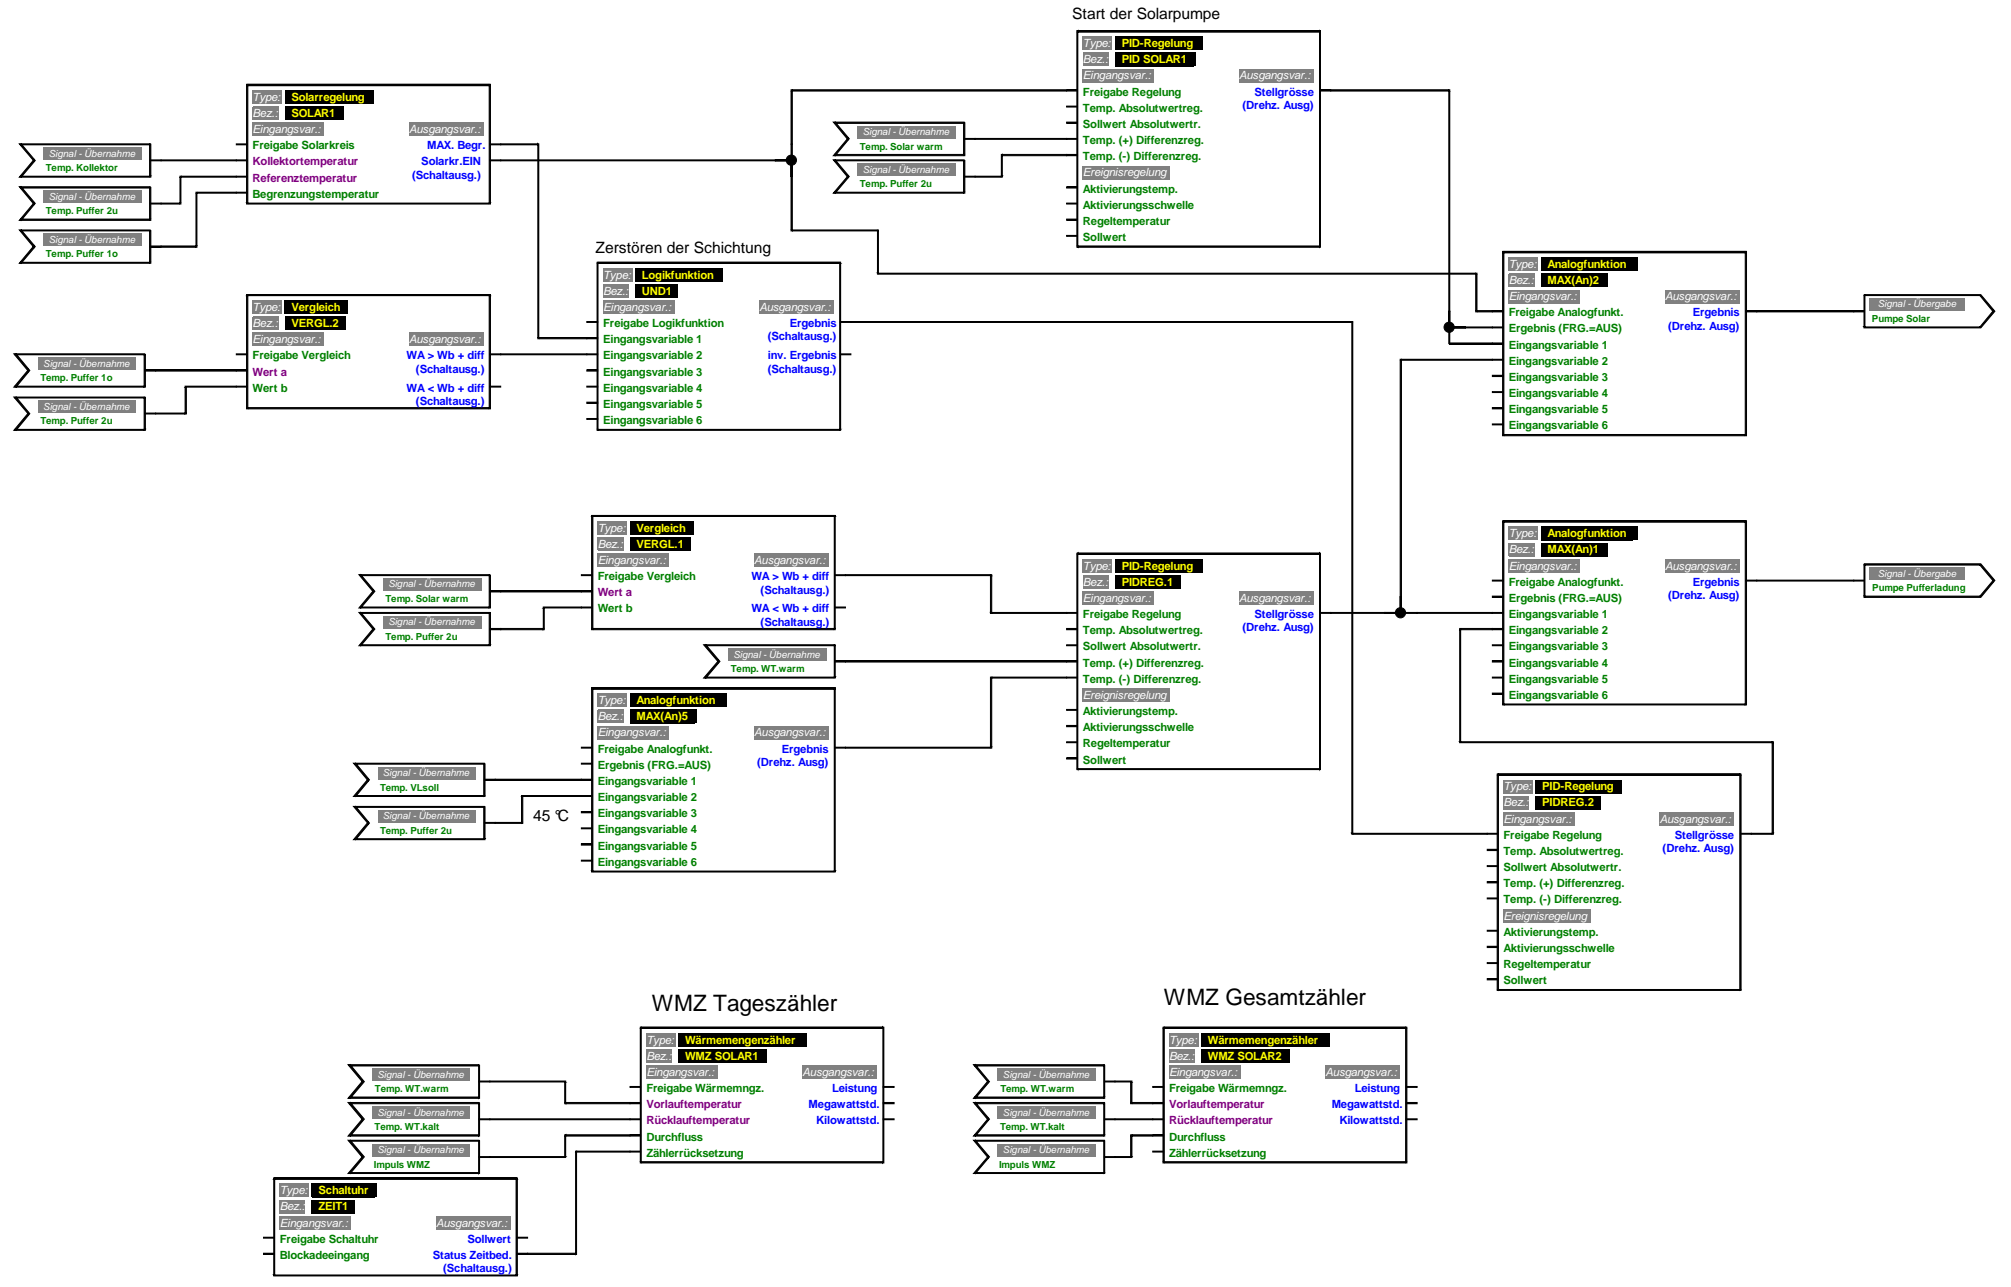 Start der Solarpumpe
Type: PID-Regelung
Bez.: PID SOLAR1
Eingangsvar.: Ausgangsvar.:
Freigabe Regelung Stellgrösse
Temp. Absolutwertreg. (Drehz. Ausg)
Sollwert Absolutwertr.
Temp. (+) Differenzreg.
Temp. (-) Differenzreg.
Ereignisregelung
Aktivierungstemp.
Aktivierungsschwelle
Regeltemperatur
Sollwert
Signal - Übernahme
Temp. Solar warm
Signal - Übernahme
Temp. Puffer 2u
Type: Solarregelung
Bez.: SOLAR1
Eingangsvar.: Ausgangsvar.:
Freigabe Solarkreis MAX. Begr.
Kollektortemperatur Solarkr.EIN
Referenztemperatur (Schaltausg.)
Begrenzungstemperatur
Signal - Übernahme
Temp. Kollektor
Signal - Übernahme
Temp. Puffer 2u
Signal - Übernahme
Temp. Puffer 1o
Zerstören der Schichtung
Type: Logikfunktion
Bez.: UND1
Eingangsvar.: Ausgangsvar.:
Freigabe Logikfunktion Ergebnis
Eingangsvariable 1 (Schaltausg.)
Eingangsvariable 2 inv. Ergebnis
Eingangsvariable 3 (Schaltausg.)
Eingangsvariable 4
Eingangsvariable 5
Eingangsvariable 6
Type: Vergleich
Bez.: VERGL.2
Eingangsvar.: Ausgangsvar.:
Freigabe Vergleich WA > Wb + diff
Wert a (Schaltausg.)
Wert b WA < Wb + diff
(Schaltausg.)
Signal - Übernahme
Temp. Puffer 1o
Signal - Übernahme
Temp. Puffer 2u
Type: Analogfunktion
Bez.: MAX(An)2
Eingangsvar.: Ausgangsvar.:
Freigabe Analogfunkt. Ergebnis
Ergebnis (FRG.=AUS) (Drehz. Ausg)
Eingangsvariable 1
Eingangsvariable 2
Eingangsvariable 3
Eingangsvariable 4
Eingangsvariable 5
Eingangsvariable 6
Signal - Übergabe
Pumpe Solar
Type: Vergleich
Bez.: VERGL.1
Eingangsvar.: Ausgangsvar.:
Freigabe Vergleich WA > Wb + diff
Wert a (Schaltausg.)
Wert b WA < Wb + diff
(Schaltausg.)
Signal - Übernahme
Temp. Solar warm
Signal - Übernahme
Temp. Puffer 2u
Signal - Übernahme
Temp. WT.warm
Type: PID-Regelung
Bez.: PIDREG.1
Eingangsvar.: Ausgangsvar.:
Freigabe Regelung Stellgrösse
Temp. Absolutwertreg. (Drehz. Ausg)
Sollwert Absolutwertr.
Temp. (+) Differenzreg.
Temp. (-) Differenzreg.
Ereignisregelung
Aktivierungstemp.
Aktivierungsschwelle
Regeltemperatur
Sollwert
Type: Analogfunktion
Bez.: MAX(An)1
Eingangsvar.: Ausgangsvar.:
Freigabe Analogfunkt. Ergebnis
Ergebnis (FRG.=AUS) (Drehz. Ausg)
Eingangsvariable 1
Eingangsvariable 2
Eingangsvariable 3
Eingangsvariable 4
Eingangsvariable 5
Eingangsvariable 6
Signal - Übergabe
Pumpe Pufferladung
Type: Analogfunktion
Bez.: MAX(An)5
Eingangsvar.: Ausgangsvar.:
Freigabe Analogfunkt. Ergebnis
Ergebnis (FRG.=AUS) (Drehz. Ausg)
Eingangsvariable 1
Eingangsvariable 2
Eingangsvariable 3
Eingangsvariable 4
Eingangsvariable 5
Eingangsvariable 6
Signal - Übernahme
Temp. VLsoll
Signal - Übernahme
Temp. Puffer 2u
45 °C
Type: PID-Regelung
Bez.: PIDREG.2
Eingangsvar.: Ausgangsvar.:
Freigabe Regelung Stellgrösse
Temp. Absolutwertreg. (Drehz. Ausg)
Sollwert Absolutwertr.
Temp. (+) Differenzreg.
Temp. (-) Differenzreg.
Ereignisregelung
Aktivierungstemp.
Aktivierungsschwelle
Regeltemperatur
Sollwert
WMZ Tageszähler
Type: Wärmemengenzähler
Bez.: WMZ SOLAR1
Eingangsvar.: Ausgangsvar.:
Freigabe Wärmemngz. Leistung
Vorlauftemperatur Megawattstd.
Rücklauftemperatur Kilowattstd.
Durchfluss
Zählerrücksetzung
Signal - Übernahme
Temp. WT.warm
Signal - Übernahme
Temp. WT.kalt
Signal - Übernahme
Impuls WMZ
Type: Schaltuhr
Bez.: ZEIT1
Eingangsvar.: Ausgangsvar.:
Freigabe Schaltuhr Sollwert
Blockadeeingang Status Zeitbed.
(Schaltausg.)
WMZ Gesamtzähler
Type: Wärmemengenzähler
Bez.: WMZ SOLAR2
Eingangsvar.: Ausgangsvar.:
Freigabe Wärmemngz. Leistung
Vorlauftemperatur Megawattstd.
Rücklauftemperatur Kilowattstd.
Durchfluss
Zählerrücksetzung
Signal - Übernahme
Temp. WT.warm
Signal - Übernahme
Temp. WT.kalt
Signal - Übernahme
Impuls WMZ